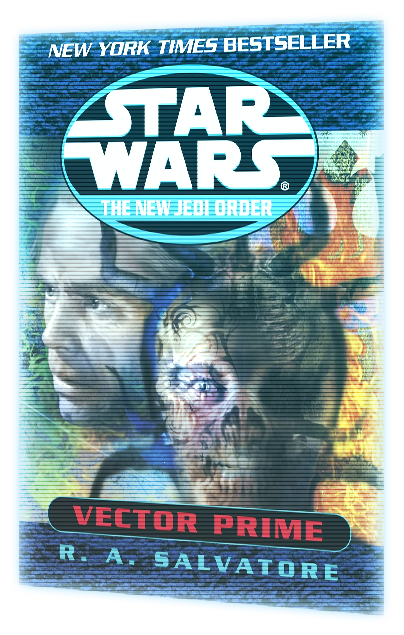 NEW YORK TIMES BESTSELLER
STAR
WARS®
THE NEW JEDI ORDER
VECTOR PRIME
R. A. SALVATORE